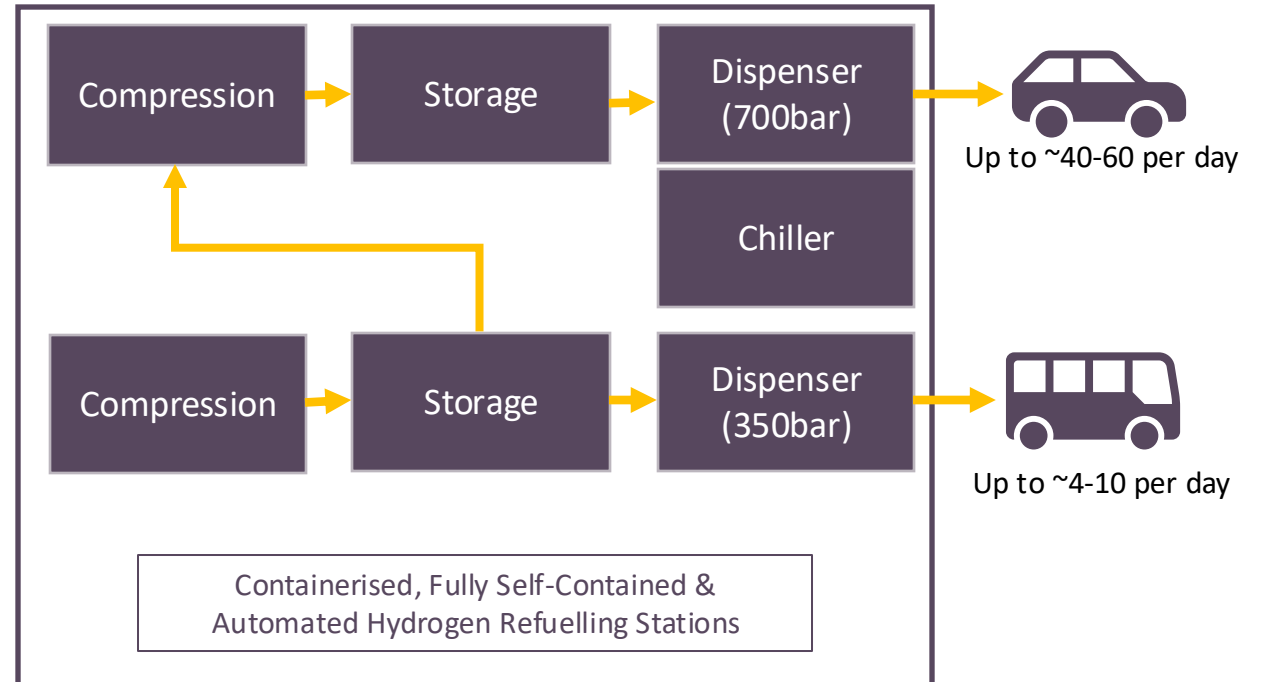 Compression
Storage
Dispenser
(700bar)
Up to ~40-60 per day
Chiller
Compression
Storage
Dispenser
(350bar)
Up to ~4-10 per day
Containerised, Fully Self-Contained &
Automated Hydrogen Refuelling Stations